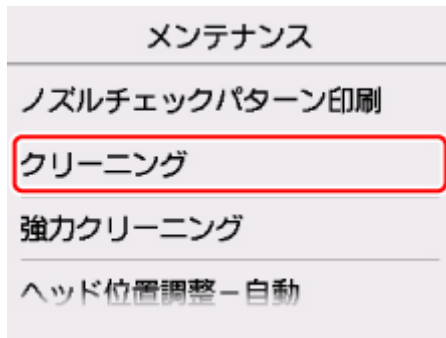 メンテナンス
ノズルチェックパターン印刷
クリーニング
強力クリーニング
ヘッド位置調整－自動